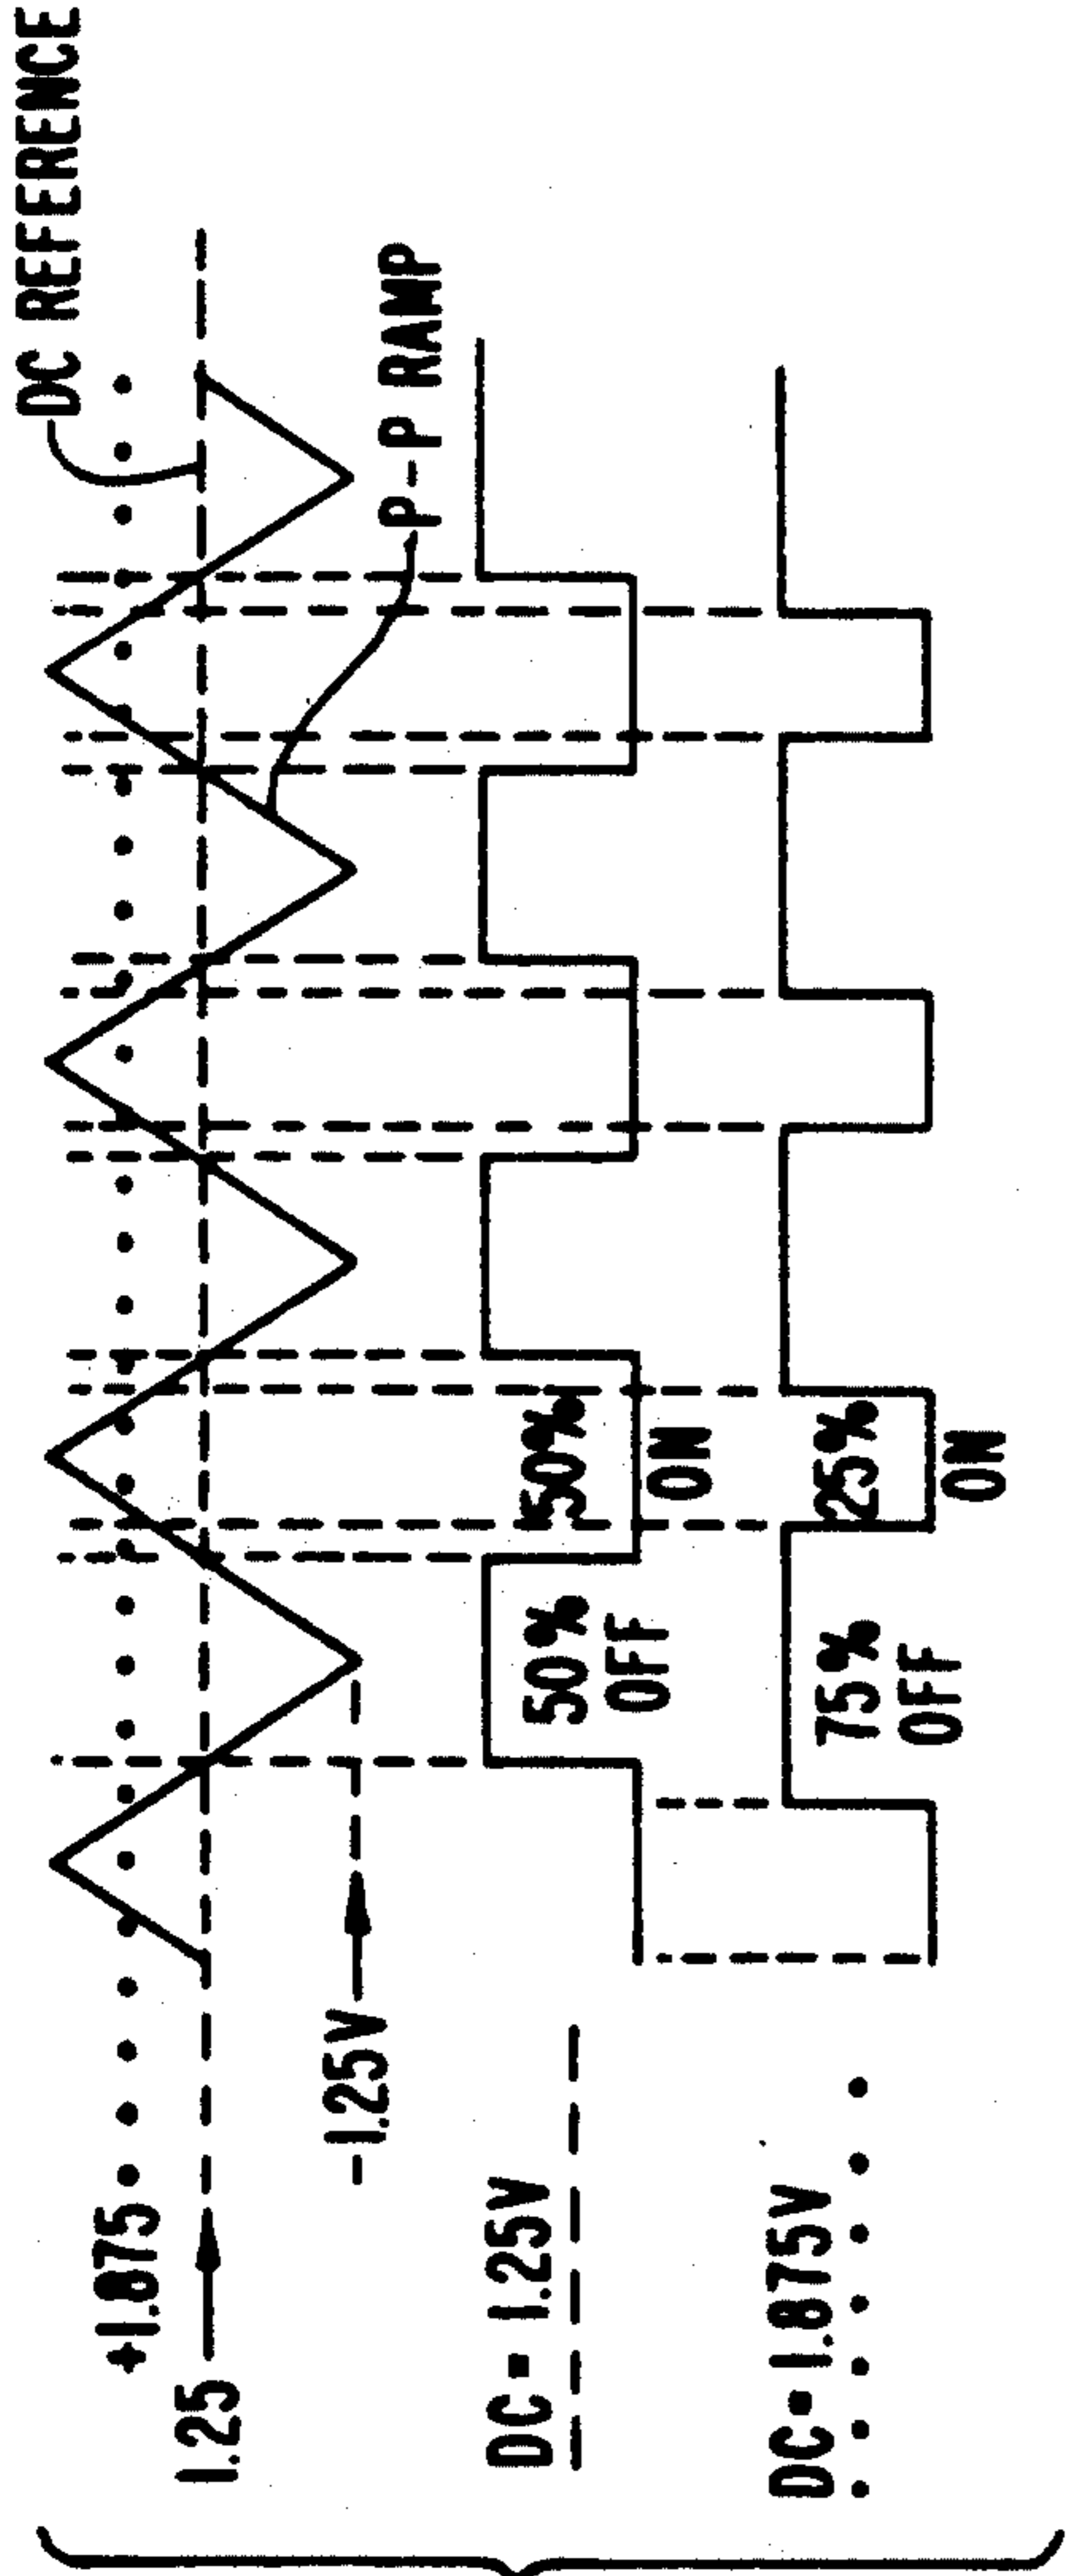 DC REFERENCE
+1.875
1.25
-1.25V
P-P RAMP
DC = 1.25V
50%
OFF
50%
ON
DC = 1.875V
75%
OFF
25%
ON